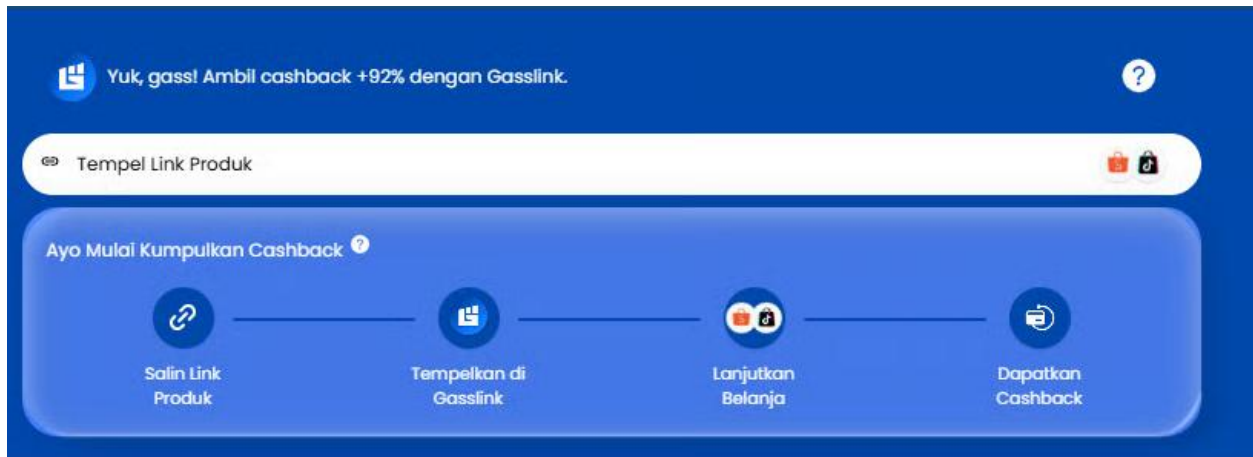 Yuk, gass! Ambil cashback +92% dengan Gasslink.
?
Tempel Link Produk
Ayo Mulai Kumpulkan Cashback ?
Salin Link
Produk
Tempelkan di
Gasslink
Lanjutkan
Belanja
Dapatkan
Cashback